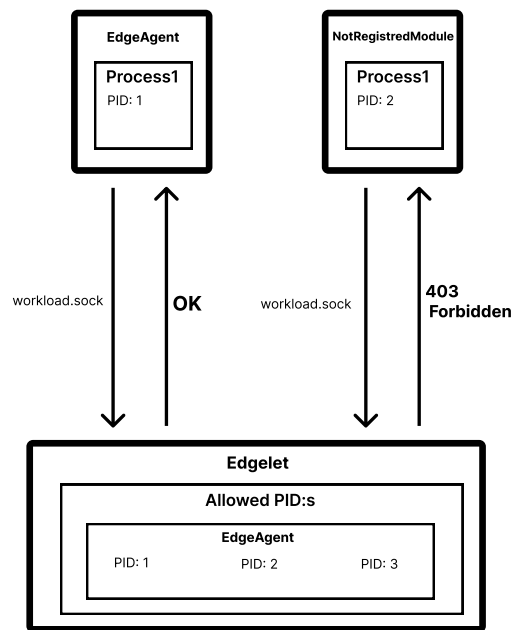 EdgeAgent
Process1
PID: 1
NotRegistredModule
Process1
PID: 2
workload.sock
OK
workload.sock
403
Forbidden
Edgelet
Allowed PID:s
EdgeAgent
PID: 1
PID: 2
PID: 3